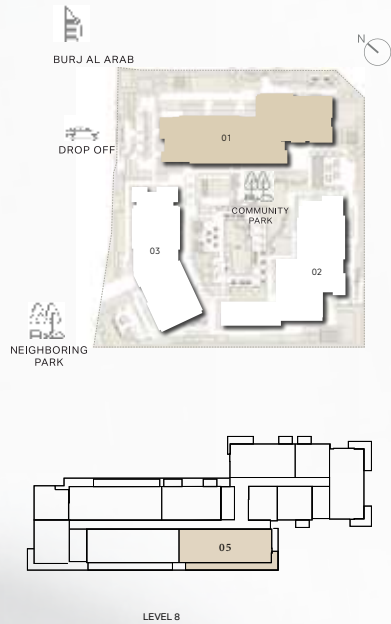 N
BURJ AL ARAB
DROP OFF
01
COMMUNITY
PARK
03
02
NEIGHBORING
PARK
05
LEVEL 8